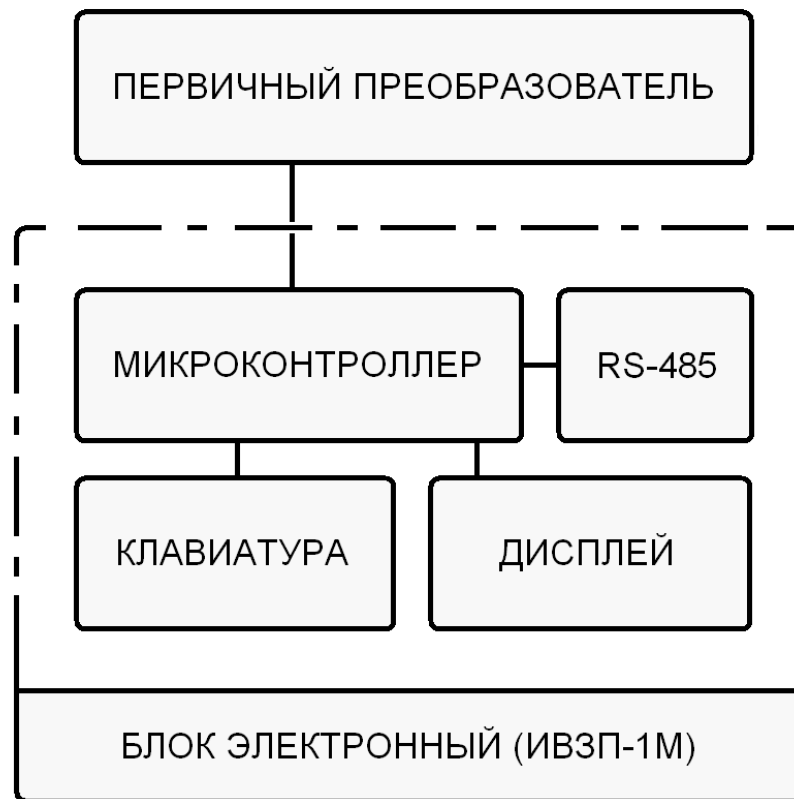 ПЕРВИЧНЫЙ ПРЕОБРАЗОВАТЕЛЬ
МИКРОКОНТРОЛЛЕР
RS-485
КЛАВИАТУРА
ДИСПЛЕЙ
БЛОК ЭЛЕКТРОННЫЙ (ИВЗП-1М)